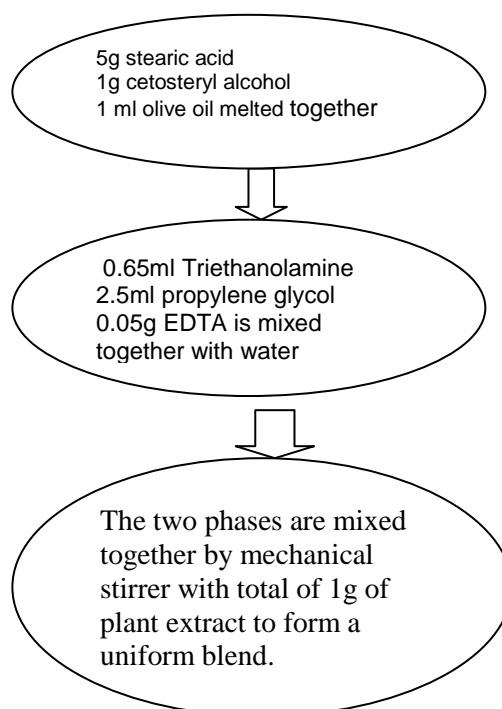 5g stearic acid
1g cetosteryl alcohol
1 ml olive oil melted together
0.65ml Triethanolamine
2.5ml propylene glycol
0.05g EDTA is mixed
together with water
The two phases are mixed
together by mechanical
stirrer with total of 1g of
plant extract to form a
uniform blend.